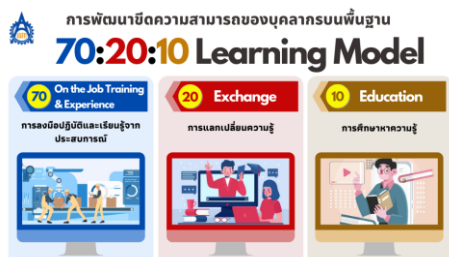 การพัฒนาขีดความสามารถของบุคลากรบนพื้นฐาน
70:20:10 Learning Model
70 On the Job Training
& Experience
การลงมือปฏิบัติและเรียนรู้จาก
ประสบการณ์
20 Exchange
การแลกเปลี่ยนความรู้
10 Education
การศึกษาหาความรู้